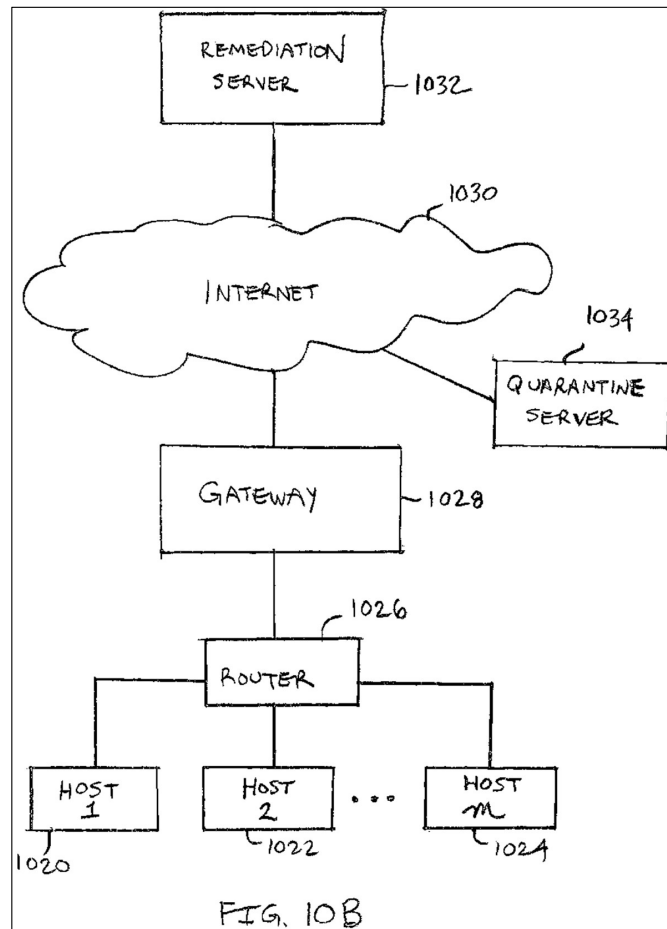 REMEDIATION
SERVER
1032
1030
INTERNET
1034
QUARANTINE
SERVER
GATEWAY
1028
1026
ROUTER
HOST
1
HOST
2
...
HOST
m
1020
1022
1024
FIG. 10B